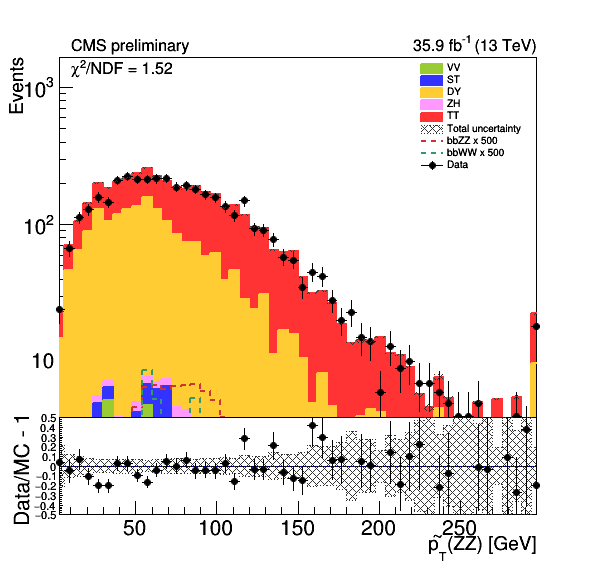 CMS preliminary
35.9 fb⁻¹ (13 TeV)
Events
χ²/NDF = 1.52
10³
10²
10
VV
ST
DY
ZH
TT
Total uncertainty
bbZZ x 500
bbWW x 500
Data
Data/MC - 1
0.5
0.4
0.3
0.2
0.1
0
-0.1
-0.2
-0.3
-0.4
-0.5
50
100
150
200
250
p̃_T(ZZ) [GeV]